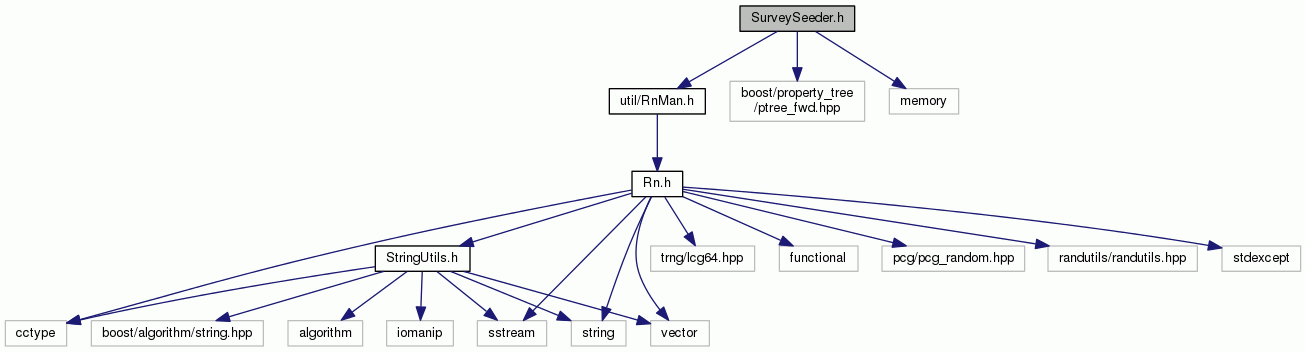 SurveySeeder.h
util/RnMan.h
boost/property_tree
/ptree_fwd.hpp
memory
Rn.h
StringUtils.h
trng/lcg64.hpp
functional
pcg/pcg_random.hpp
randutils/randutils.hpp
stdexcept
cctype
boost/algorithm/string.hpp
algorithm
iomanip
sstream
string
vector